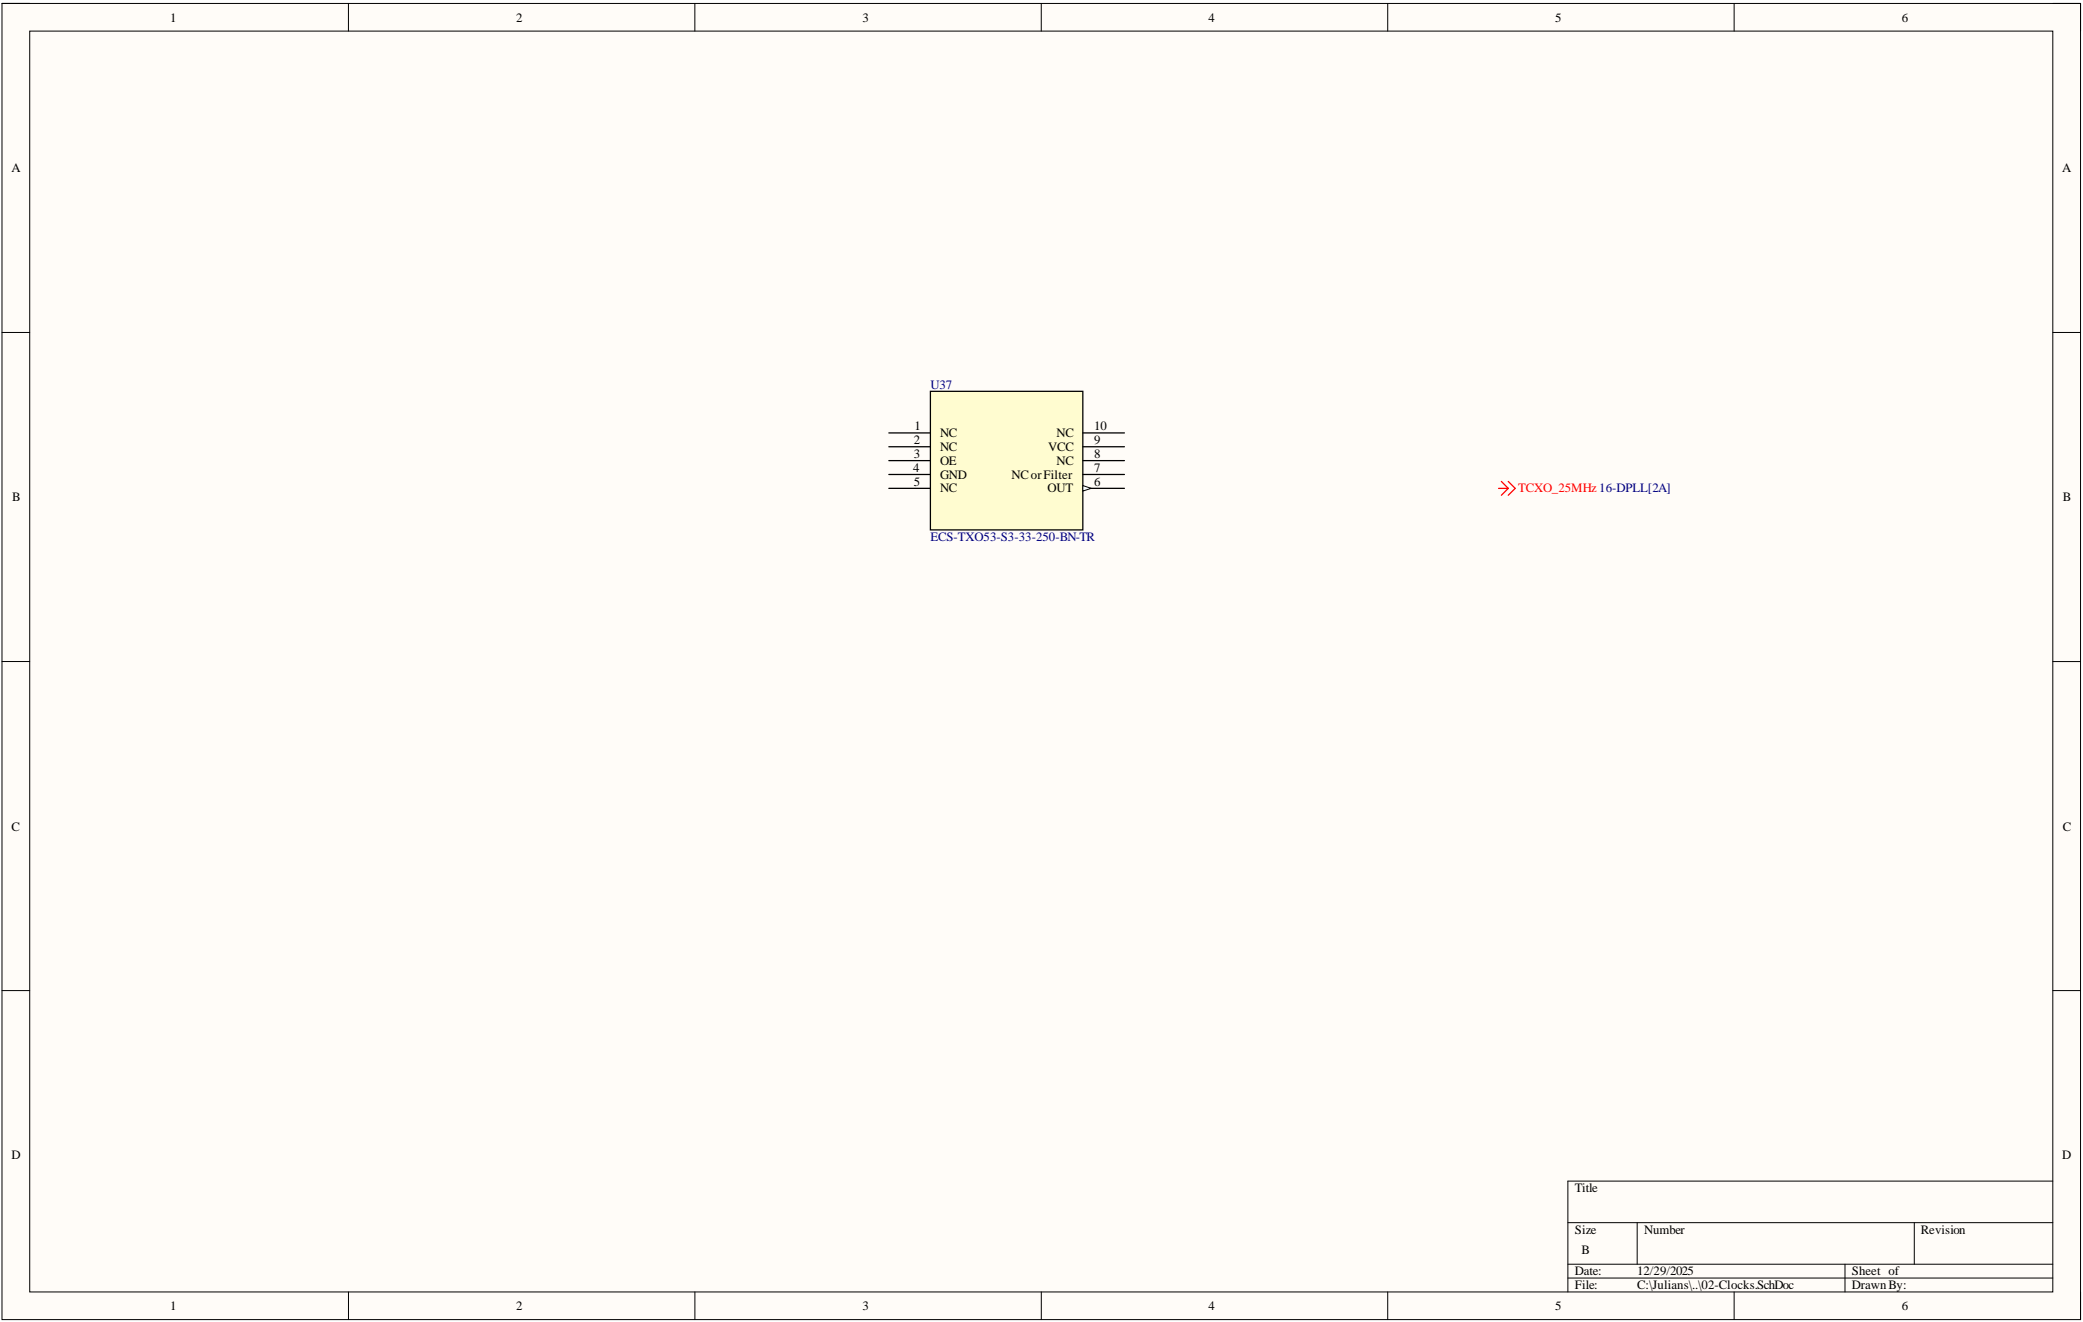 1 2 3 4 5 6
A A
U37
1 NC NC 10
2 NC VCC 9
3 OE NC 8
4 GND NC or Filter 7
5 NC OUT 6
ECS-TXO53-S3-33-250-BN-TR
B TCXO_25MHz 16-DPLL[2A] B
C C
D D
Title
Size Number Revision
B
Date: 12/29/2025 Sheet of
File: C:\Julians\..\02-Clocks.SchDoc Drawn By:
1 2 3 4 5 6